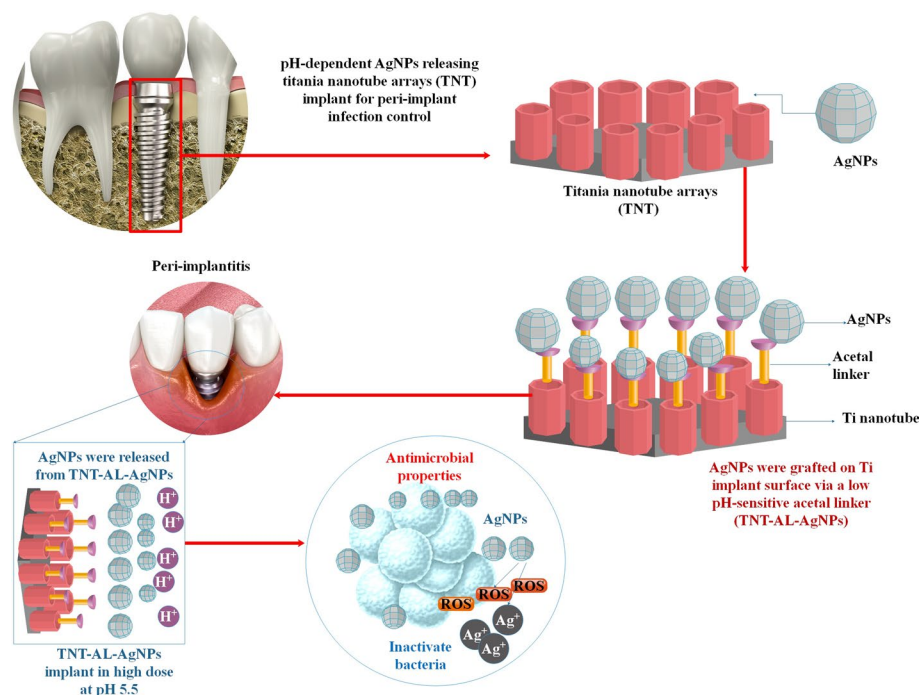 pH-dependent AgNPs releasing
titania nanotube arrays (TNT)
implant for peri-implant
infection control
AgNPs
Titania nanotube arrays
(TNT)
Peri-implantitis
AgNPs
Acetal
linker
Ti nanotube
AgNPs were grafted on Ti
implant surface via a low
pH-sensitive acetal linker
(TNT-AL-AgNPs)
AgNPs were released
from TNT-AL-AgNPs
H⁺
H⁺
H⁺
H⁺
H⁺
TNT-AL-AgNPs
implant in high dose
at pH 5.5
Antimicrobial
properties
AgNPs
ROS
ROS
ROS
Ag⁺
Ag⁺
Ag⁺
Inactivate
bacteria